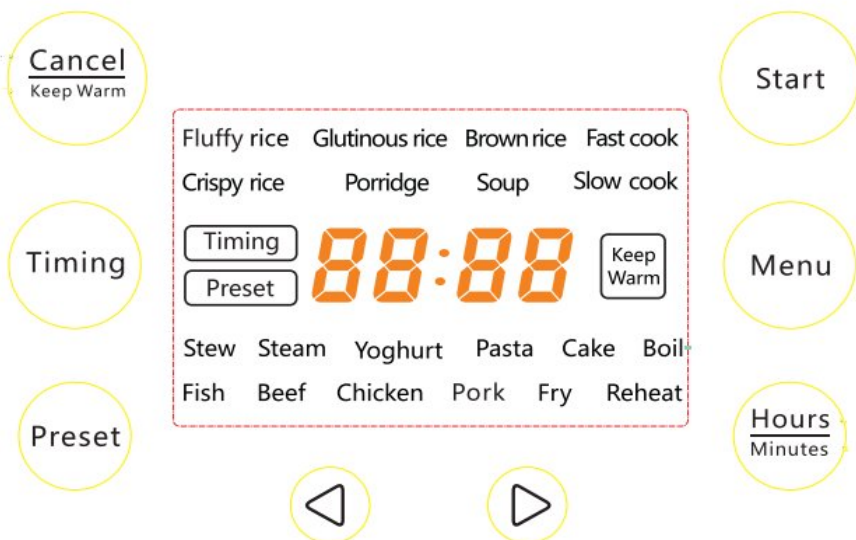 Cancel
Keep Warm
Start
Fluffy rice Glutinous rice Brown rice Fast cook
Crispy rice Porridge Soup Slow cook
Timing
Timing
88:88
Keep
Warm
Menu
Preset
Stew Steam Yoghurt Pasta Cake Boil
Fish Beef Chicken Pork Fry Reheat
Preset
Hours
Minutes